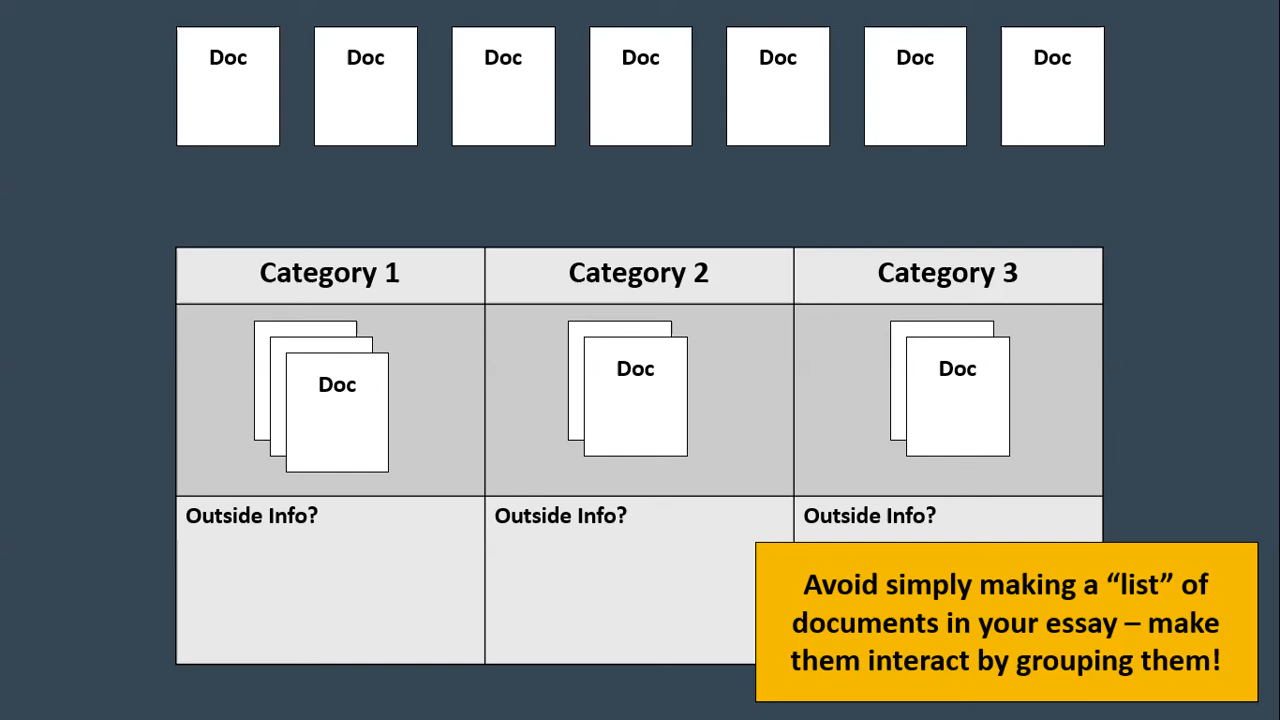 Doc Doc Doc Doc Doc Doc Doc
Category 1 Category 2 Category 3
Doc Doc Doc
Outside Info? Outside Info? Outside Info?
Avoid simply making a “list” of
documents in your essay – make
them interact by grouping them!